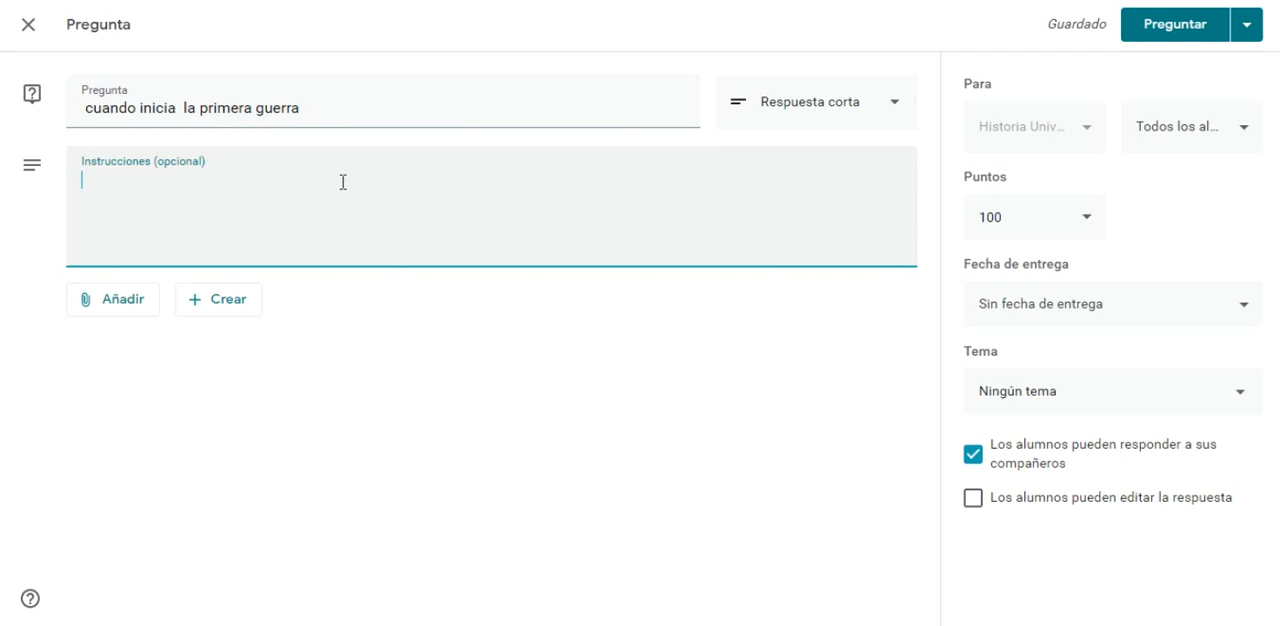 Pregunta
Guardado
Preguntar
Pregunta
cuando inicia  la primera guerra
Respuesta corta
Instrucciones (opcional)
Añadir
Crear
Para
Historia Univ...
Todos los al...
Puntos
100
Fecha de entrega
Sin fecha de entrega
Tema
Ningún tema
Los alumnos pueden responder a sus
compañeros
Los alumnos pueden editar la respuesta